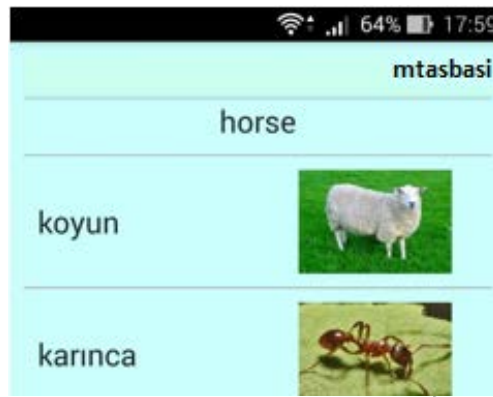 64% 17:59
mtasbasi
horse
koyun
karınca